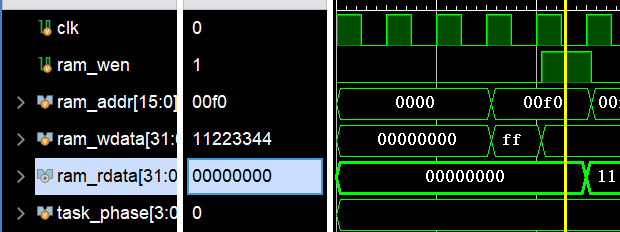 clk 0
ram_wen 1
ram_addr[15:0] 00f0 0000 00f0 00
ram_wdata[31: 11223344 00000000 ff
ram_rdata[31:0 00000000 00000000 11
task_phase[3:0 0